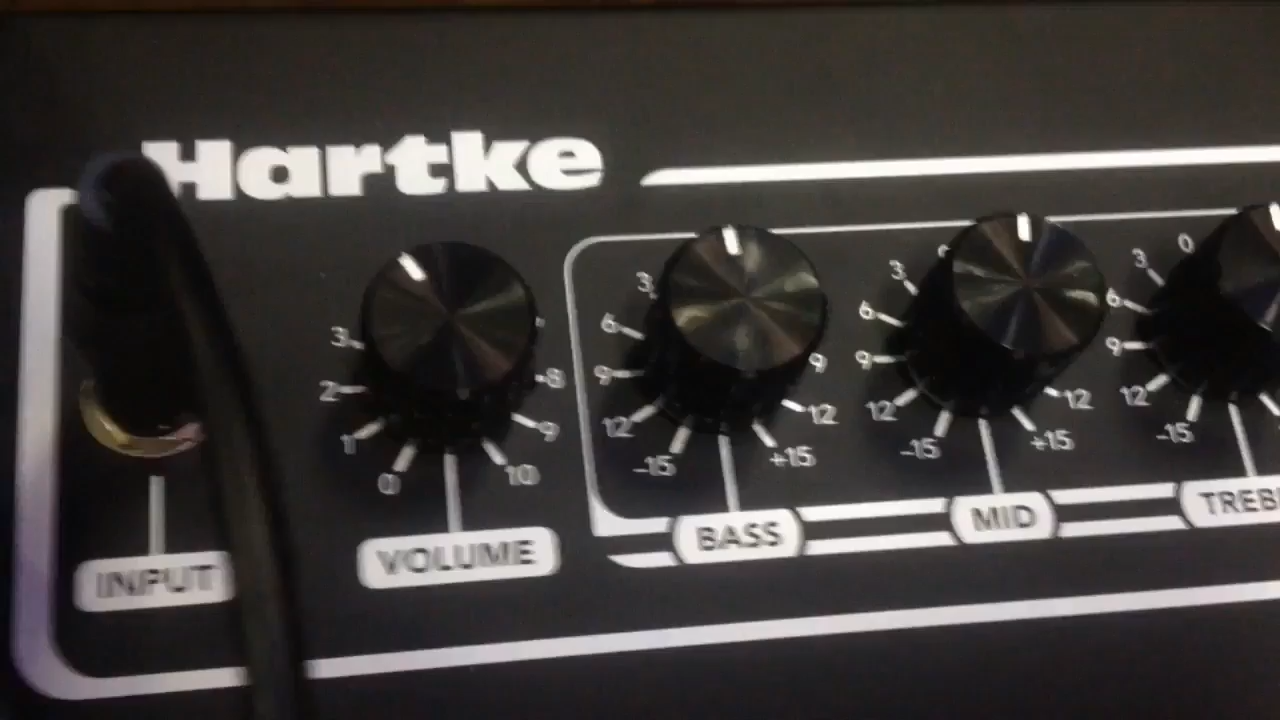 Hartke
3 2 1 0 8 9 10
3 6 9 12 -15 9 12 +15
3 6 9 12 -15 12 +15
0 3 6 9 12 -15
INPUT
VOLUME
BASS
MID
TREB